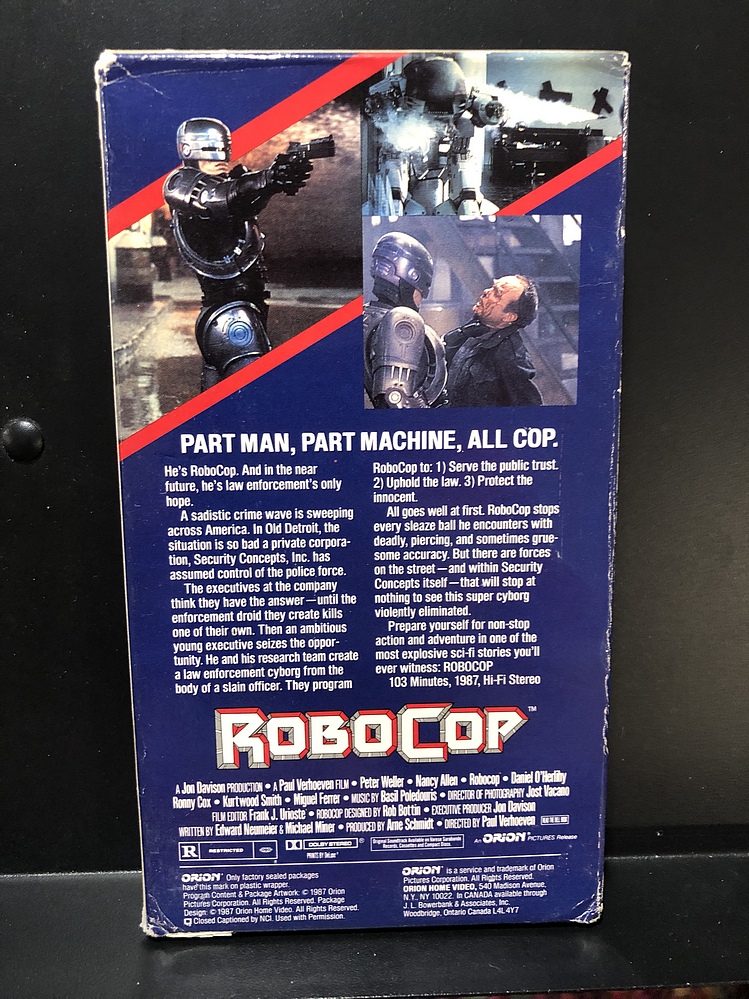 PART MAN, PART MACHINE, ALL COP.
He's RoboCop. And in the near
future, he's law enforcement's only
hope.
A sadistic crime wave is sweeping
across America. In Old Detroit, the
situation is so bad a private corpora-
tion, Security Concepts, Inc. has
assumed control of the police force.
The executives at the company
think they have the answer—until the
enforcement droid they create kills
one of their own. Then an ambitious
young executive seizes the oppor-
tunity. He and his research team create
a law enforcement cyborg from the
body of a slain officer. They program
RoboCop to: 1) Serve the public trust.
2) Uphold the law. 3) Protect the
innocent.
All goes well at first. RoboCop stops
every sleaze ball he encounters with
deadly, piercing, and sometimes grue-
some accuracy. But there are forces
on the street—and within Security
Concepts itself—that will stop at
nothing to see this super cyborg
violently eliminated.
Prepare yourself for non-stop
action and adventure in one of the
most explosive sci-fi stories you'll
ever witness: ROBOCOP
103 Minutes, 1987, Hi-Fi Stereo
ROBOCOP™
A Jon Davison PRODUCTION • A Paul Verhoeven FILM • Peter Weller • Nancy Allen • Robocop • Daniel O'Herlihy
Ronny Cox • Kurtwood Smith • Miguel Ferrer • MUSIC BY Basil Poledouris • DIRECTOR OF PHOTOGRAPHY Jost Vacano
FILM EDITOR Frank J. Urioste • ROBOCOP DESIGNED BY Rob Bottin • EXECUTIVE PRODUCER Jon Davison
WRITTEN BY Edward Neumeier & Michael Miner • PRODUCED BY Arne Schmidt • DIRECTED BY Paul Verhoeven
R RESTRICTED
DOLBY STEREO
PRINTS BY DeLuxe
Original Soundtrack Available on Varese Sarabande
Records, Cassettes and Compact Discs
An ORION PICTURES Release
ORION® Only factory sealed packages
have this mark on plastic wrapper.
Program Content & Package Artwork: © 1987 Orion
Pictures Corporation. All Rights Reserved. Package
Design: © 1987 Orion Home Video. All Rights Reserved.
Closed Captioned by NCI. Used with Permission.
ORION® is a service and trademark of Orion
Pictures Corporation. All Rights Reserved.
ORION HOME VIDEO, 540 Madison Avenue,
N.Y., NY 10022. In CANADA available through
J. L. Bowerbank & Associates, Inc.
Woodbridge, Ontario Canada L4L 4Y7